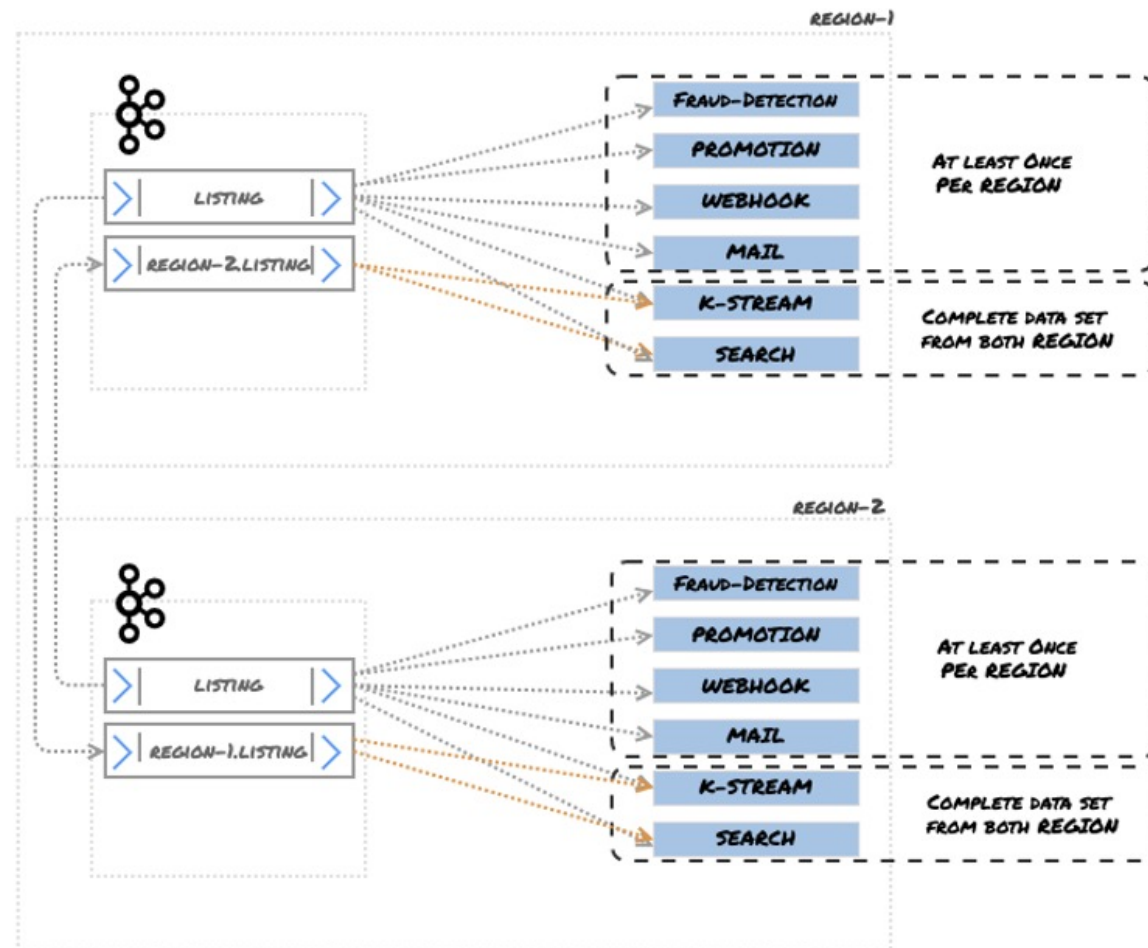 REGION-1
FRAUD-DETECTION
PROMOTION
WEBHOOK
MAIL
K-STREAM
SEARCH
LISTING
REGION-2.LISTING
AT LEAST ONCE
PER REGION
COMPLETE DATA SET
FROM BOTH REGION
REGION-2
FRAUD-DETECTION
PROMOTION
WEBHOOK
MAIL
K-STREAM
SEARCH
LISTING
REGION-1.LISTING
AT LEAST ONCE
PER REGION
COMPLETE DATA SET
FROM BOTH REGION